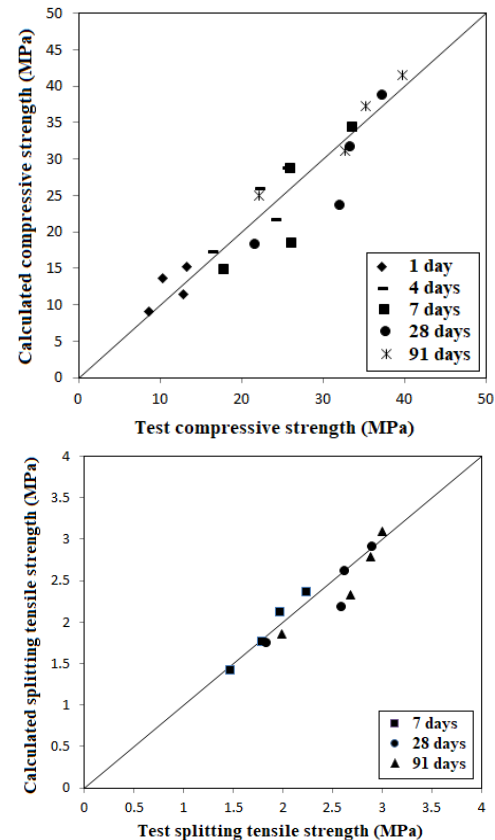 Calculated compressive strength (MPa)
50
45
40
35
30
25
20
15
10
5
0
0
10
20
30
40
50
Test compressive strength (MPa)
1 day
4 days
7 days
28 days
91 days
Calculated splitting tensile strength (MPa)
4
3.5
3
2.5
2
1.5
1
0.5
0
0
0.5
1
1.5
2
2.5
3
3.5
4
Test splitting tensile strength (MPa)
7 days
28 days
91 days